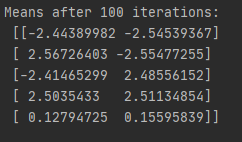 Means after 100 iterations:
[[-2.44389982 -2.54539367]
[ 2.56726403 -2.55477255]
[-2.41465299  2.48556152]
[ 2.5035433   2.51134854]
[ 0.12794725  0.15595839]]